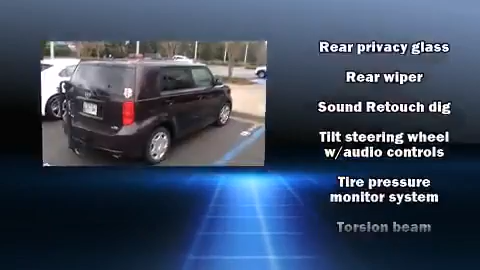 Rear privacy glass
Rear wiper
Sound Retouch dig
Tilt steering wheel
w/audio controls
Tire pressure
monitor system
Torsion beam